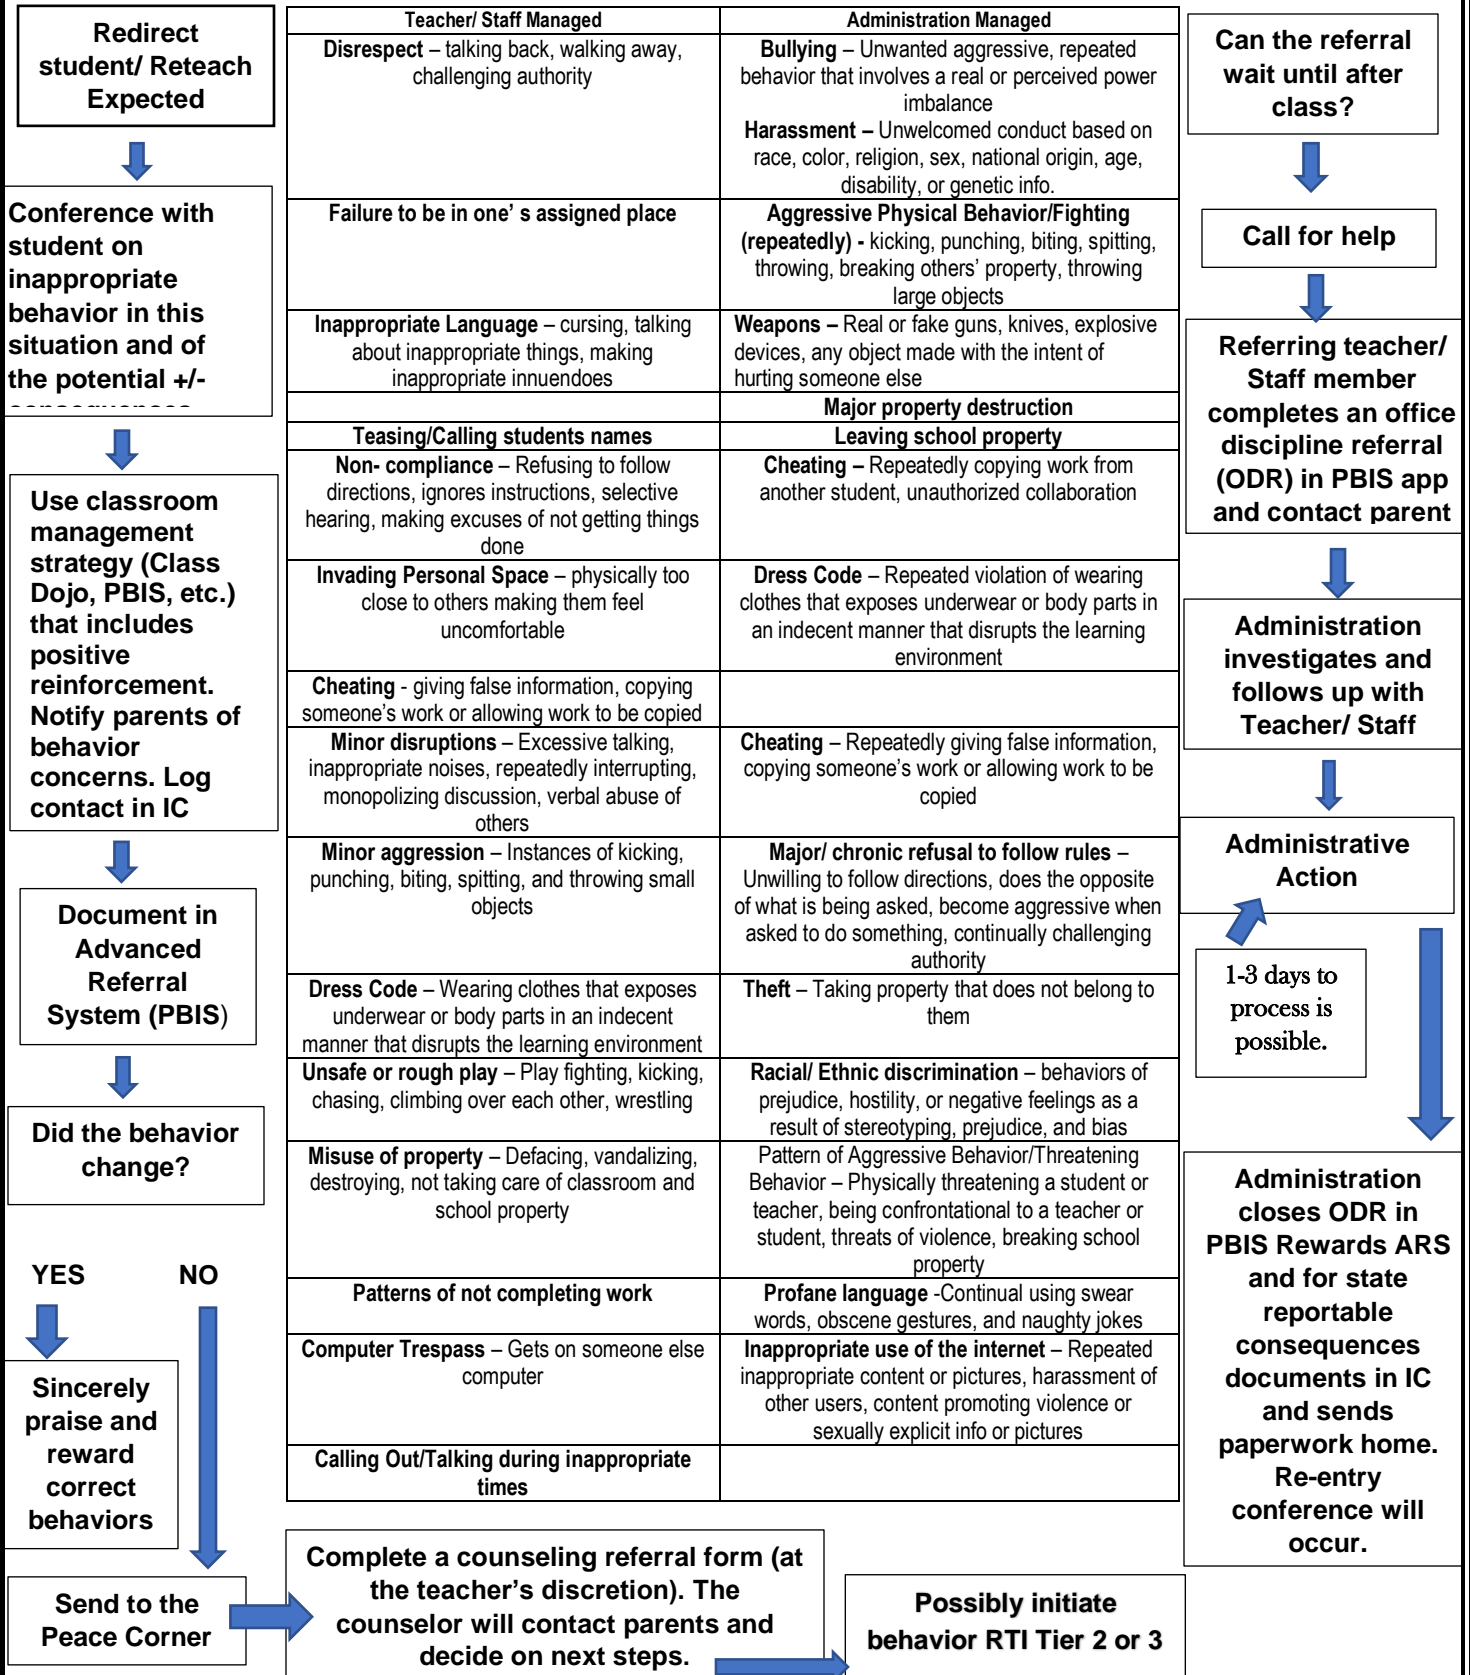 Redirect
student/ Reteach
Expected
Conference with
student on
inappropriate
behavior in this
situation and of
the potential +/-
Use classroom
management
strategy (Class
Dojo, PBIS, etc.)
that includes
positive
reinforcement.
Notify parents of
behavior
concerns. Log
contact in IC
Document in
Advanced
Referral
System (PBIS)
Did the behavior
change?
YES NO
Sincerely
praise and
reward
correct
behaviors
Send to the
Peace Corner
Teacher/ Staff Managed
Administration Managed
Disrespect – talking back, walking away,
challenging authority
Bullying – Unwanted aggressive, repeated
behavior that involves a real or perceived power
imbalance
Harassment – Unwelcomed conduct based on
race, color, religion, sex, national origin, age,
disability, or genetic info.
Failure to be in one’ s assigned place
Aggressive Physical Behavior/Fighting
(repeatedly) - kicking, punching, biting, spitting,
throwing, breaking others’ property, throwing
large objects
Inappropriate Language – cursing, talking
about inappropriate things, making
inappropriate innuendoes
Weapons – Real or fake guns, knives, explosive
devices, any object made with the intent of
hurting someone else
Major property destruction
Teasing/Calling students names
Leaving school property
Non- compliance – Refusing to follow
directions, ignores instructions, selective
hearing, making excuses of not getting things
done
Cheating – Repeatedly copying work from
another student, unauthorized collaboration
Invading Personal Space – physically too
close to others making them feel
uncomfortable
Dress Code – Repeated violation of wearing
clothes that exposes underwear or body parts in
an indecent manner that disrupts the learning
environment
Cheating - giving false information, copying
someone’s work or allowing work to be copied
Minor disruptions – Excessive talking,
inappropriate noises, repeatedly interrupting,
monopolizing discussion, verbal abuse of
others
Cheating – Repeatedly giving false information,
copying someone’s work or allowing work to be
copied
Minor aggression – Instances of kicking,
punching, biting, spitting, and throwing small
objects
Major/ chronic refusal to follow rules –
Unwilling to follow directions, does the opposite
of what is being asked, become aggressive when
asked to do something, continually challenging
authority
Dress Code – Wearing clothes that exposes
underwear or body parts in an indecent
manner that disrupts the learning environment
Theft – Taking property that does not belong to
them
Unsafe or rough play – Play fighting, kicking,
chasing, climbing over each other, wrestling
Racial/ Ethnic discrimination – behaviors of
prejudice, hostility, or negative feelings as a
result of stereotyping, prejudice, and bias
Misuse of property – Defacing, vandalizing,
destroying, not taking care of classroom and
school property
Pattern of Aggressive Behavior/Threatening
Behavior – Physically threatening a student or
teacher, being confrontational to a teacher or
student, threats of violence, breaking school
property
Patterns of not completing work
Profane language -Continual using swear
words, obscene gestures, and naughty jokes
Computer Trespass – Gets on someone else
computer
Inappropriate use of the internet – Repeated
inappropriate content or pictures, harassment of
other users, content promoting violence or
sexually explicit info or pictures
Calling Out/Talking during inappropriate
times
Complete a counseling referral form (at
the teacher’s discretion). The
counselor will contact parents and
decide on next steps.
Possibly initiate
behavior RTI Tier 2 or 3
Can the referral
wait until after
class?
Call for help
Referring teacher/
Staff member
completes an office
discipline referral
(ODR) in PBIS app
and contact parent
Administration
investigates and
follows up with
Teacher/ Staff
Administrative
Action
1-3 days to
process is
possible.
Administration
closes ODR in
PBIS Rewards ARS
and for state
reportable
consequences
documents in IC
and sends
paperwork home.
Re-entry
conference will
occur.